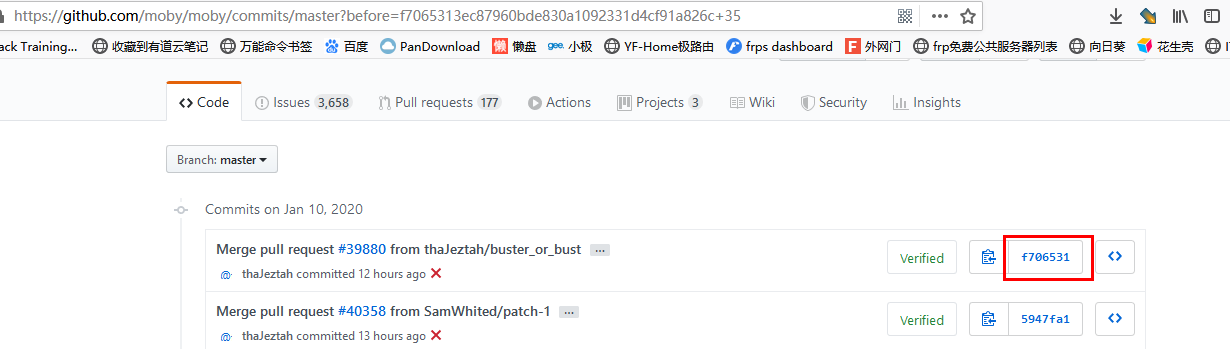 https://github.com/moby/moby/commits/master?before=f7065313ec87960bde830a1092331d4cf91a826c+35
ack Training... 收藏到有道云笔记 万能命令书签 百度 PanDownload 懒 懒盘 gee. 小极 YF-Home极路由 frps dashboard F 外网门 frp免费公共服务器列表 向日葵 花生壳
Code Issues 3,658 Pull requests 177 Actions Projects 3 Wiki Security Insights
Branch: master
Commits on Jan 10, 2020
Merge pull request #39880 from thaJeztah/buster_or_bust ...
thaJeztah committed 12 hours ago
Verified f706531
Merge pull request #40358 from SamWhited/patch-1 ...
thaJeztah committed 13 hours ago
Verified 5947fa1